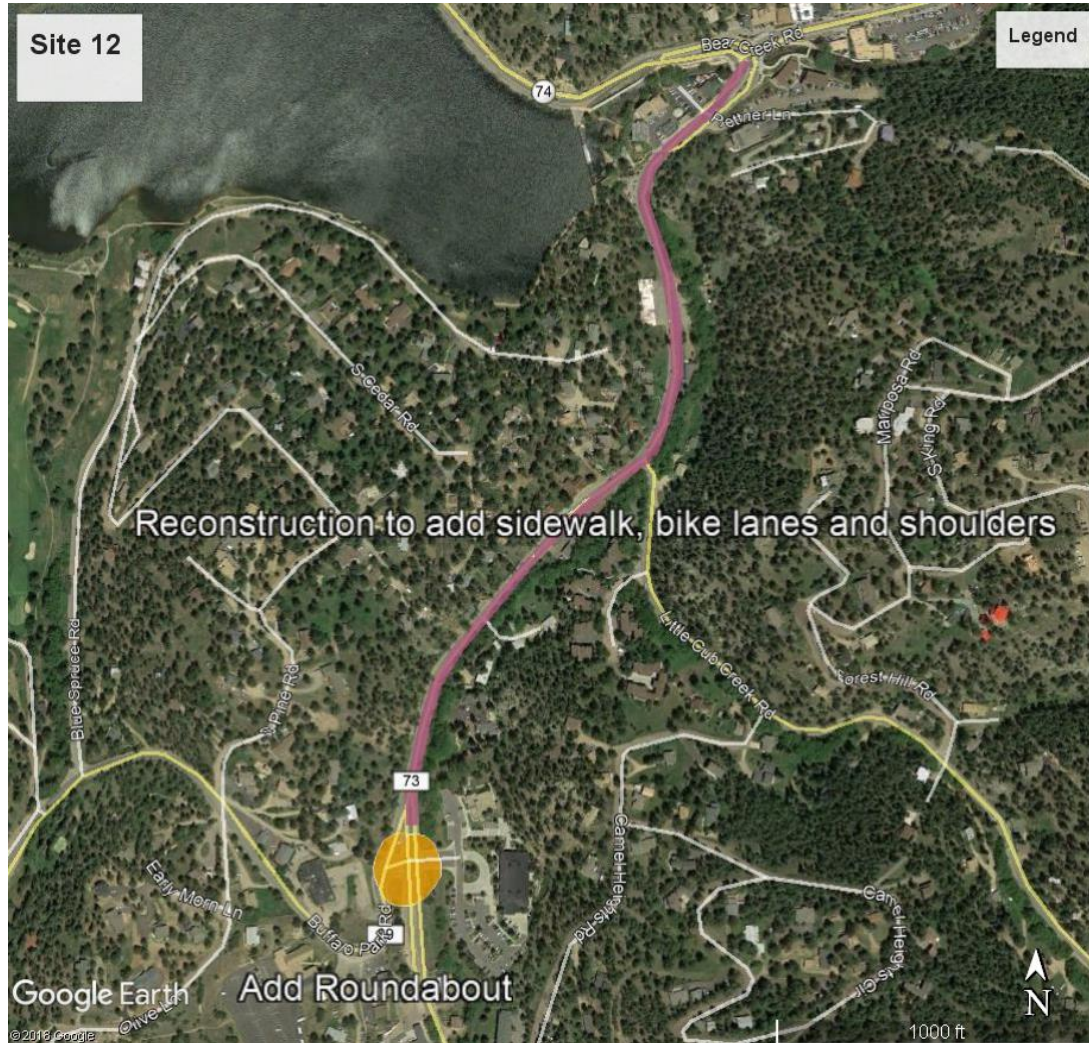 Site 12
Legend
Bear Creek Rd
74
Pettner Ln
S Cedar Rd
Mariposa Rd
S King Rd
Reconstruction to add sidewalk, bike lanes and shoulders
Blue Spruce Rd
Pine Rd
Little Cub Creek Rd
Forest Hill Rd
73
Camel Heights Rd
Camel Heights Cir
Early Morn Ln
Buffalo Park Rd
Add Roundabout
Google Earth
Olive Ln
N
© 2018 Google
1000 ft